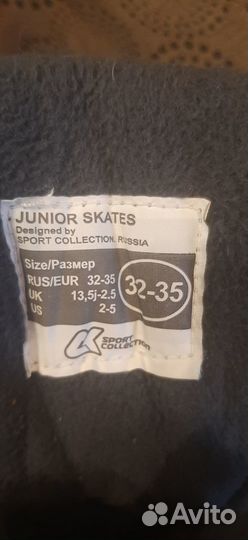 JUNIOR SKATES
Designed by
SPORT COLLECTION, RUSSIA
Size/Размер
RUS/EUR 32-35
UK 13,5j-2.5
US 2-5
32-35
SPORT
COLLECTION
Avito